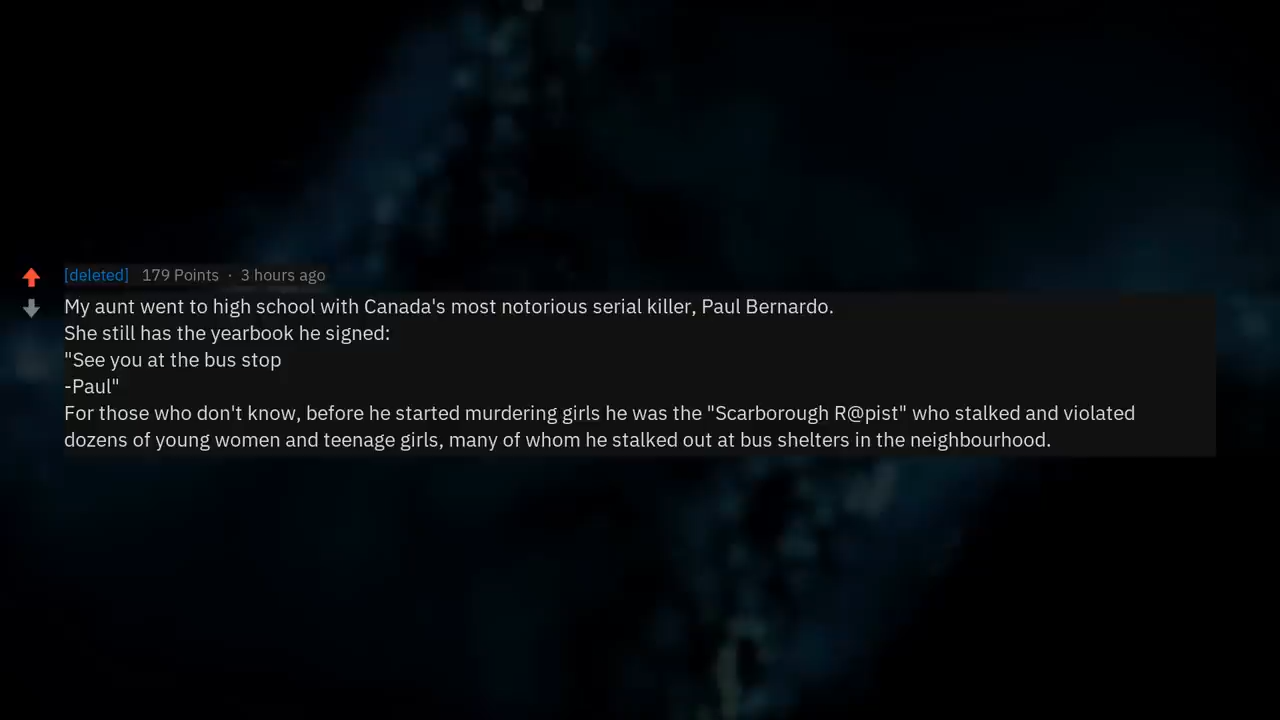 [deleted] 179 Points · 3 hours ago
My aunt went to high school with Canada's most notorious serial killer, Paul Bernardo.
She still has the yearbook he signed:
"See you at the bus stop
-Paul"
For those who don't know, before he started murdering girls he was the "Scarborough R@pist" who stalked and violated
dozens of young women and teenage girls, many of whom he stalked out at bus shelters in the neighbourhood.